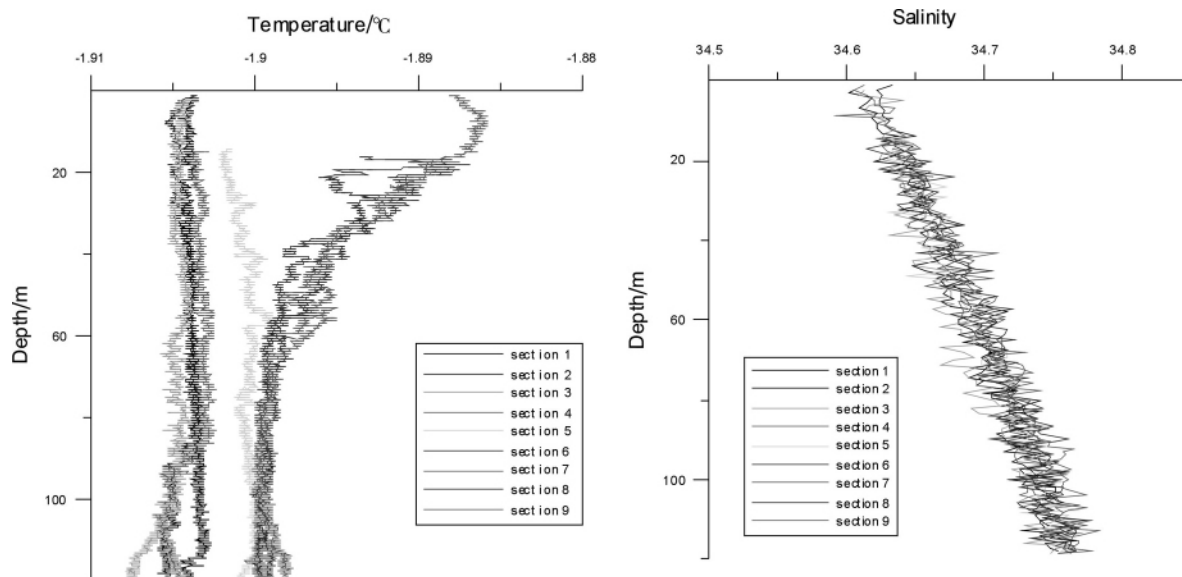 Temperature/℃
-1.91 -1.9 -1.89 -1.88
Depth/m
20
60
100
section 1
section 2
section 3
section 4
section 5
section 6
section 7
section 8
section 9
Salinity
34.5 34.6 34.7 34.8
Depth/m
20
60
100
section 1
section 2
section 3
section 4
section 5
section 6
section 7
section 8
section 9